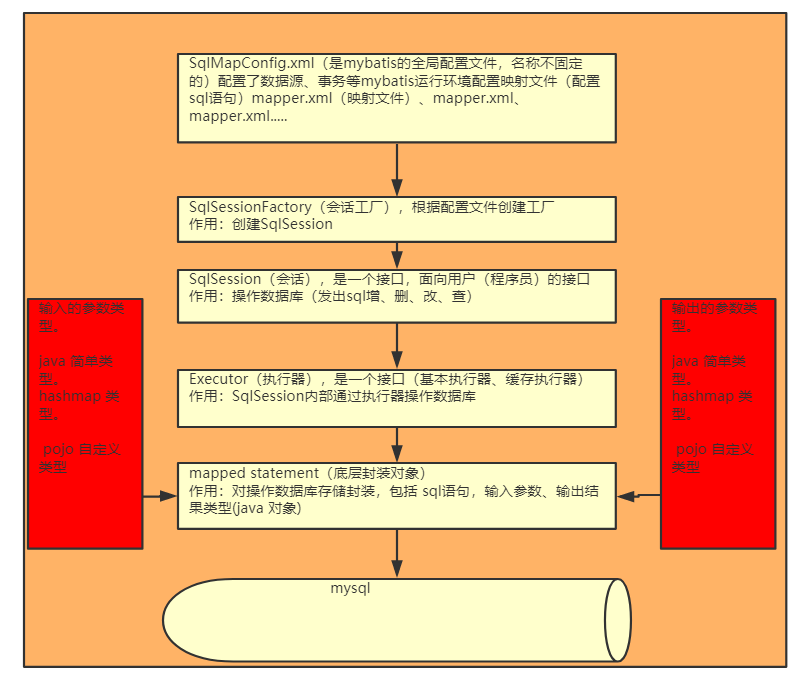 SqlMapConfig.xml（是mybatis的全局配置文件，名称不固定
的）配置了数据源、事务等mybatis运行环境配置映射文件（配置
sql语句）mapper.xml（映射文件）、mapper.xml、
mapper.xml.....
SqlSessionFactory（会话工厂），根据配置文件创建工厂
作用：创建SqlSession
SqlSession（会话），是一个接口，面向用户（程序员）的接口
作用：操作数据库（发出sql增、删、改、查）
输入的参数类
型。
java 简单类
型。
hashmap 类
型。
pojo 自定义
类型
输出的参数类
型。
java 简单类
型。
hashmap 类
型。
pojo 自定义
类型
Executor（执行器），是一个接口（基本执行器、缓存执行器）
作用：SqlSession内部通过执行器操作数据库
mapped statement（底层封装对象）
作用：对操作数据库存储封装，包括 sql语句，输入参数、输出结
果类型(java 对象)
mysql